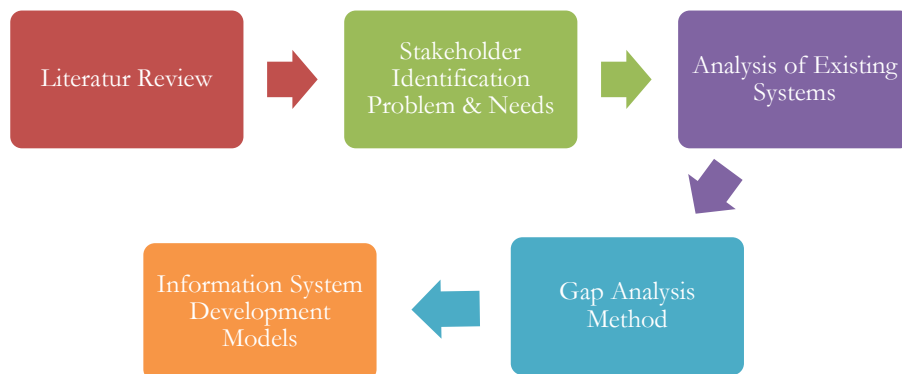 Literatur Review
Stakeholder
Identification
Problem & Needs
Analysis of Existing
Systems
Gap Analysis
Method
Information System
Development
Models